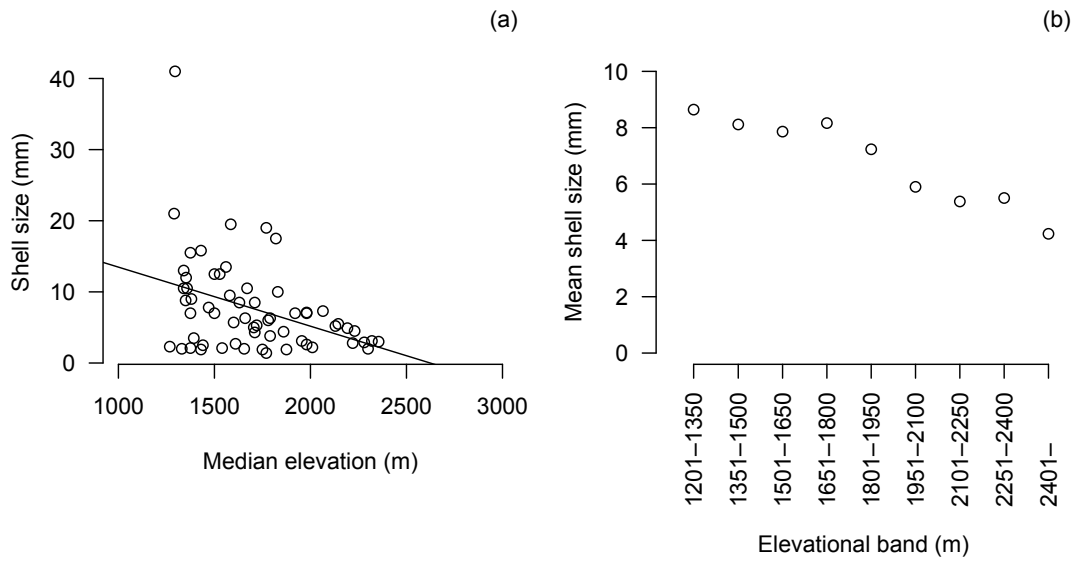 (a)
Shell size (mm)
40
30
20
10
0
1000 1500 2000 2500 3000
Median elevation (m)
(b)
Mean shell size (mm)
10
8
6
4
2
0
1201–1350
1351–1500
1501–1650
1651–1800
1801–1950
1951–2100
2101–2250
2251–2400
2401–
Elevational band (m)